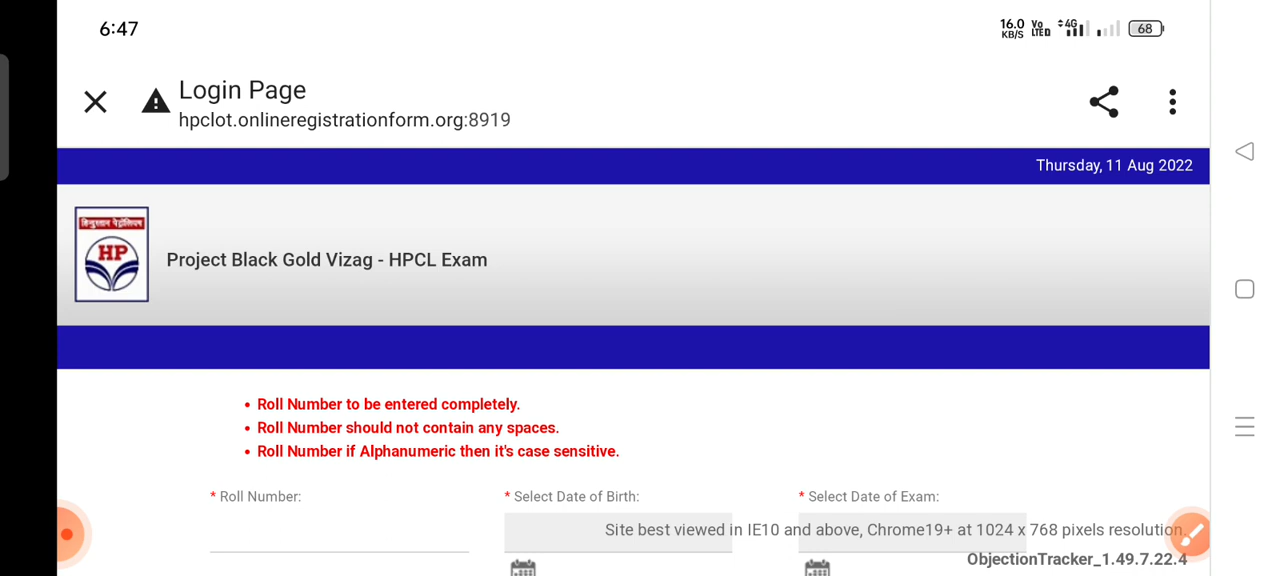 6:47
16.0 KB/S Vo LTED 4G 68
Login Page
hpclot.onlineregistrationform.org:8919
Thursday, 11 Aug 2022
हिन्दुस्तान पेट्रोलियम
HP
Project Black Gold Vizag - HPCL Exam
• Roll Number to be entered completely.
• Roll Number should not contain any spaces.
• Roll Number if Alphanumeric then it's case sensitive.
* Roll Number: * Select Date of Birth: * Select Date of Exam:
Site best viewed in IE10 and above, Chrome19+ at 1024 x 768 pixels resolution.
ObjectionTracker_1.49.7.22.4